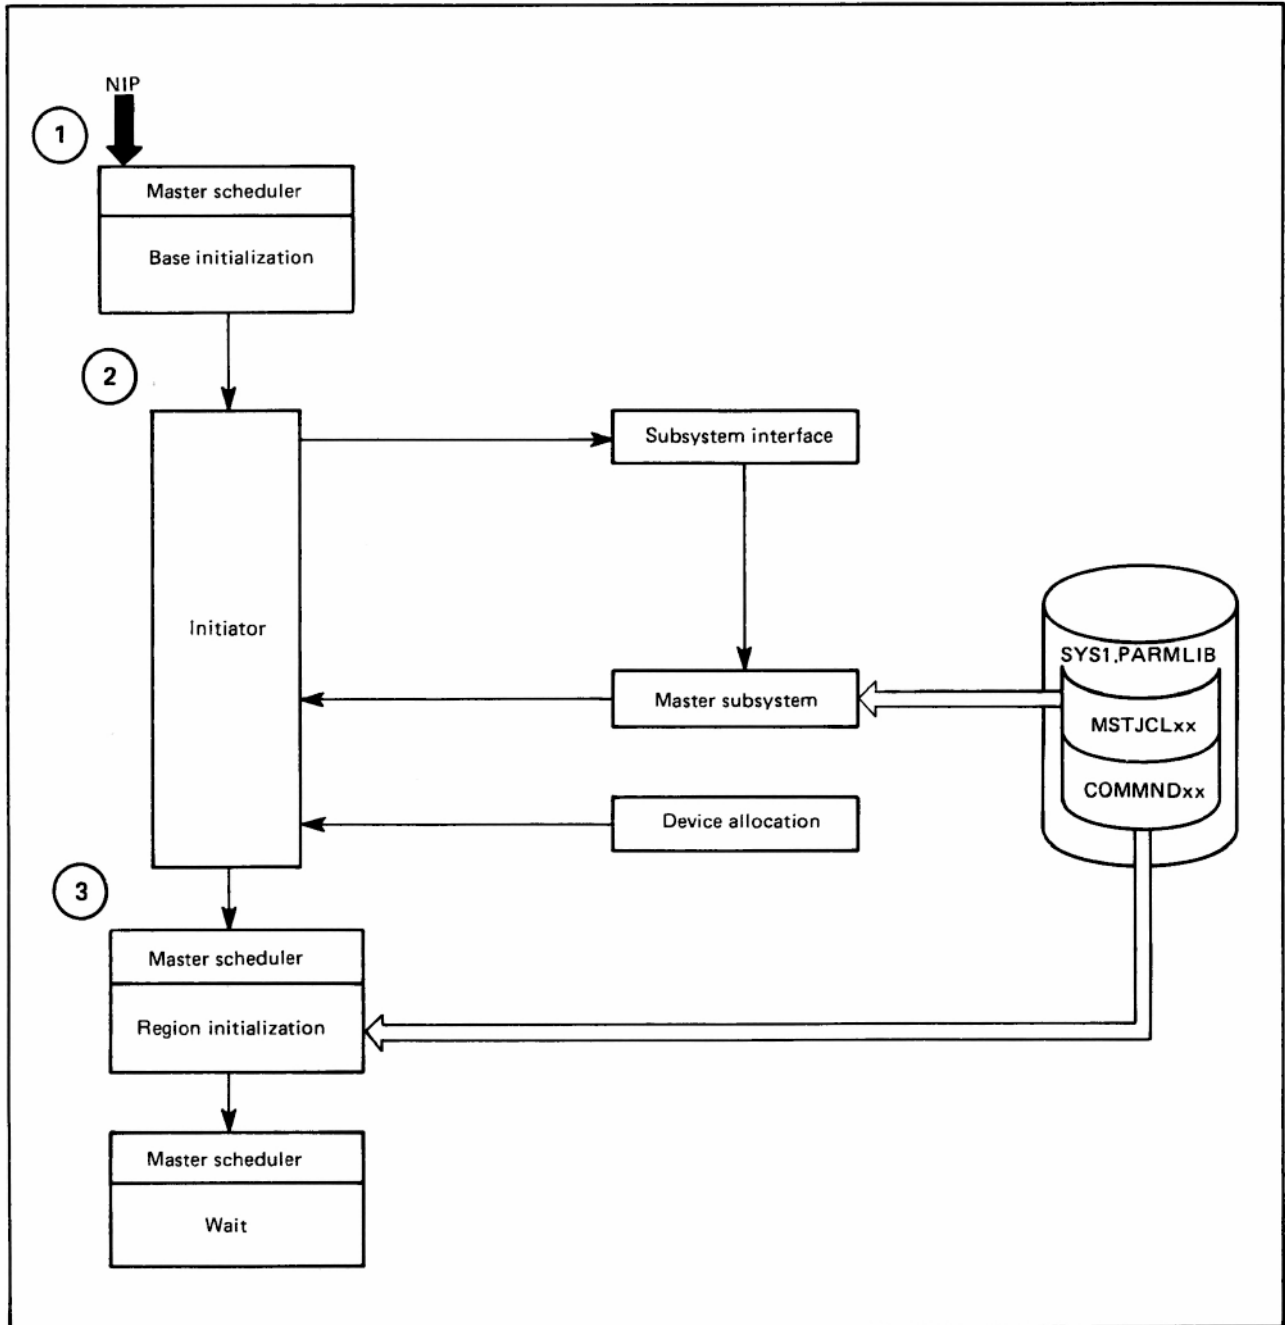 NIP
1
Master scheduler
Base initialization
2
Initiator
Subsystem interface
Master subsystem
Device allocation
SYS1.PARMLIB
MSTJCLxx
COMMNDxx
3
Master scheduler
Region initialization
Master scheduler
Wait